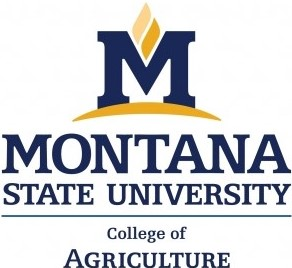 M
MONTANA
STATE UNIVERSITY
College of
AGRICULTURE